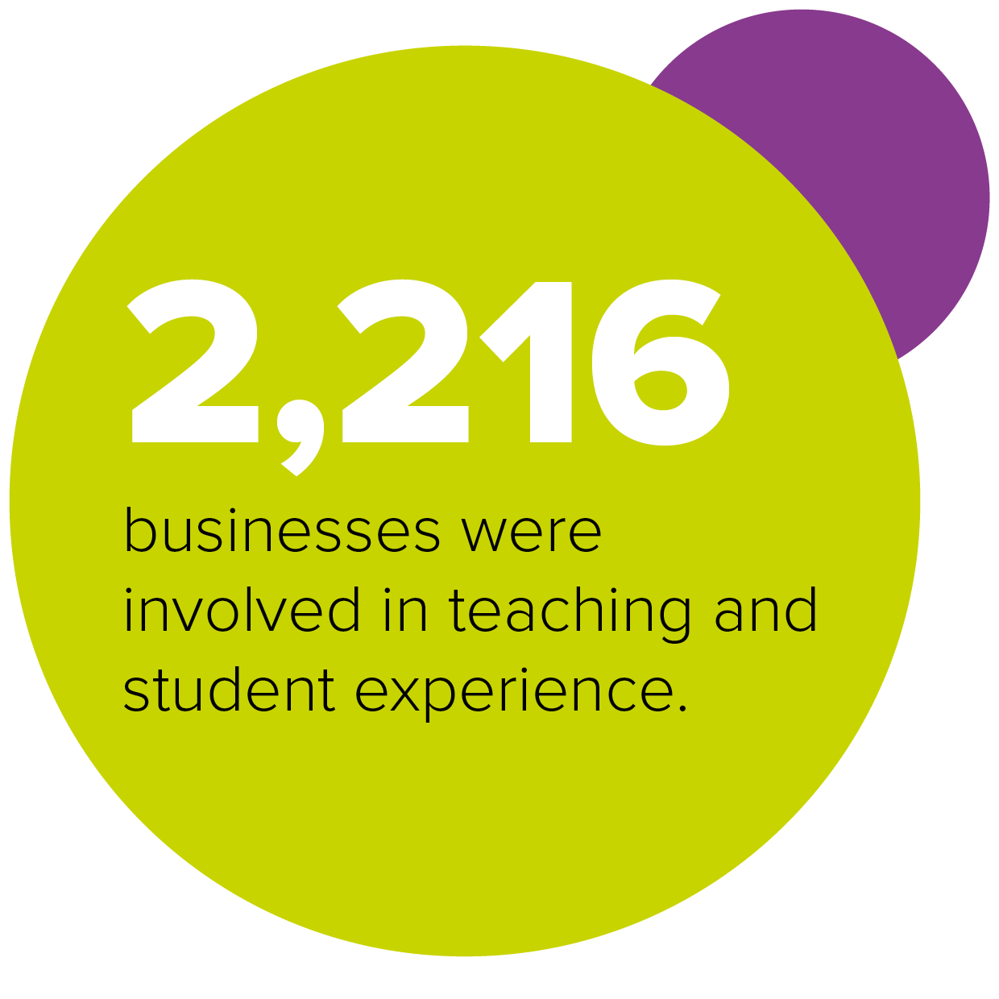 2,216
businesses were
involved in teaching and
student experience.